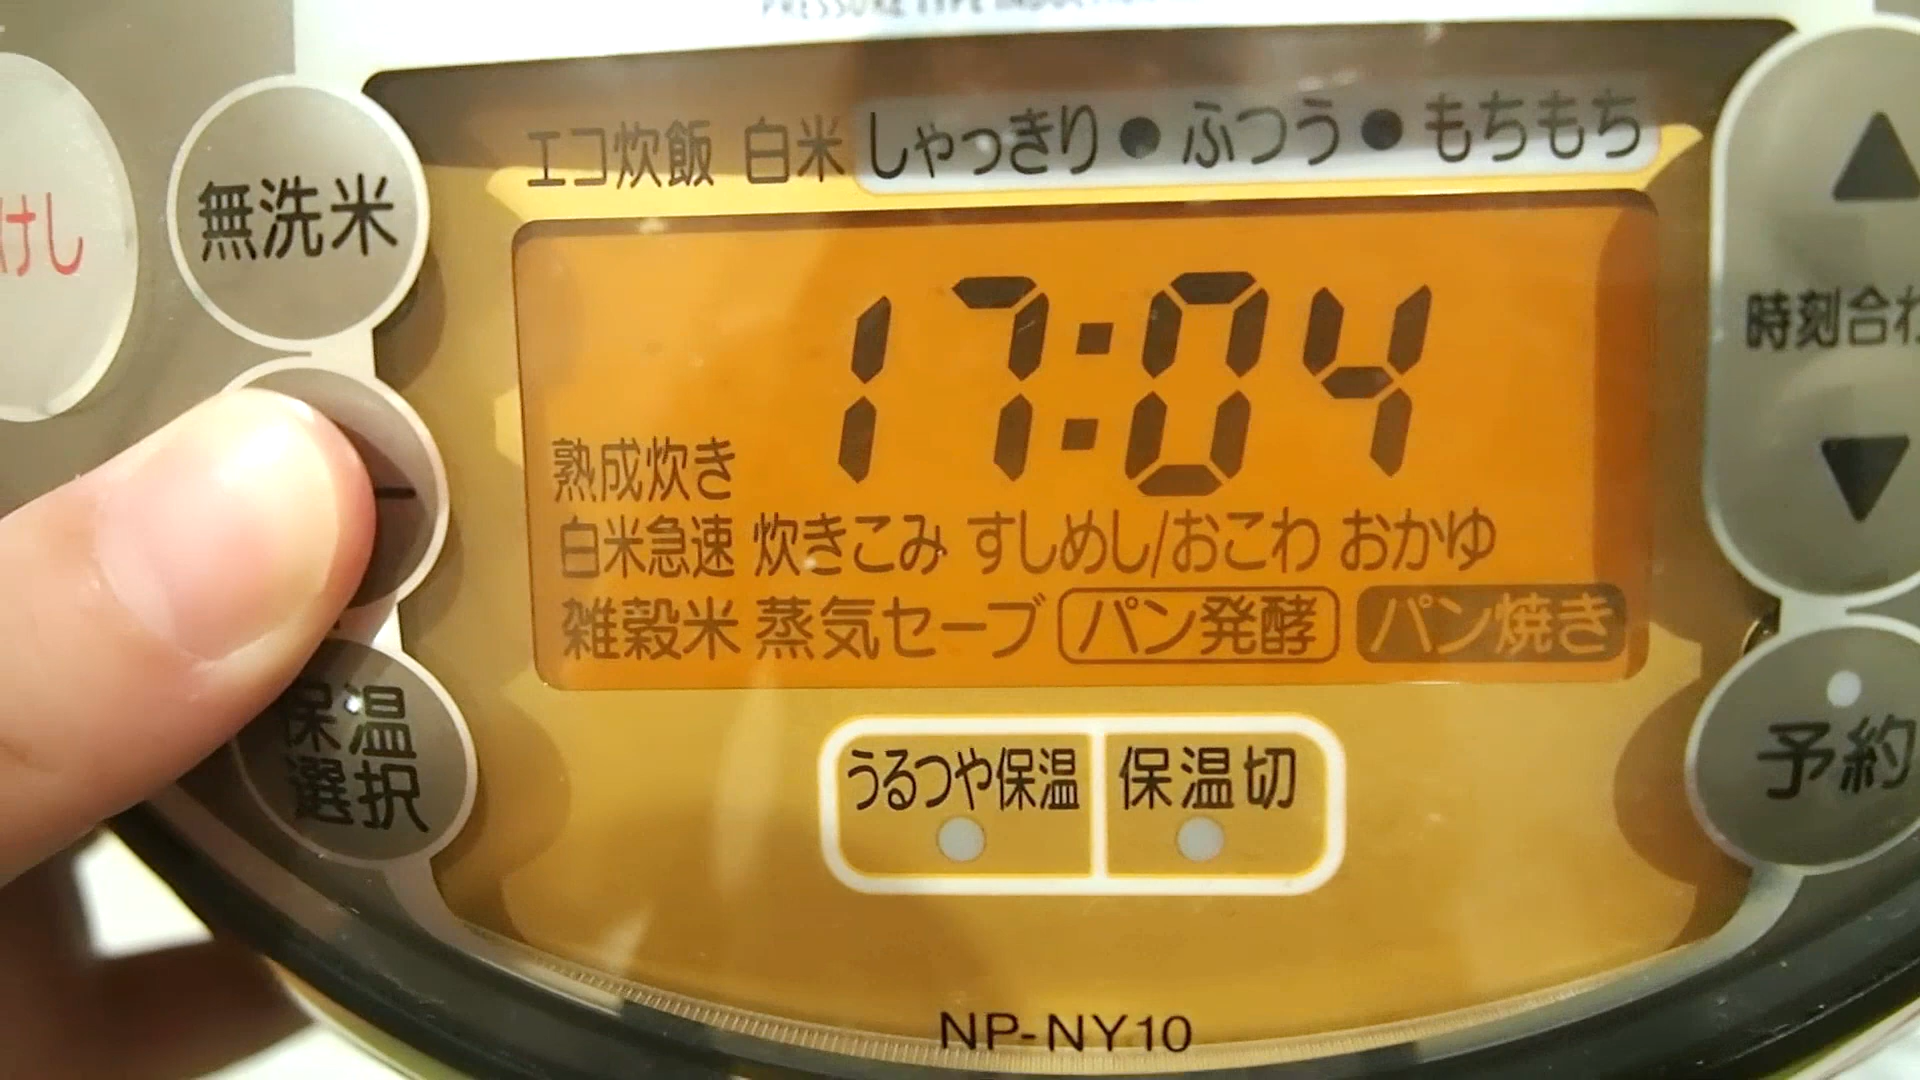 PRESSURE TYPE INDUCTION
けし
無洗米
エコ炊飯 白米 しゃっきり●ふつう●もちもち
17:04
熟成炊き
白米急速 炊きこみ すしめし/おこわ おかゆ
雑穀米 蒸気セーブ パン発酵 パン焼き
時刻合わ
ー
保温
選択
うるつや保温 保温切
予約
NP-NY10